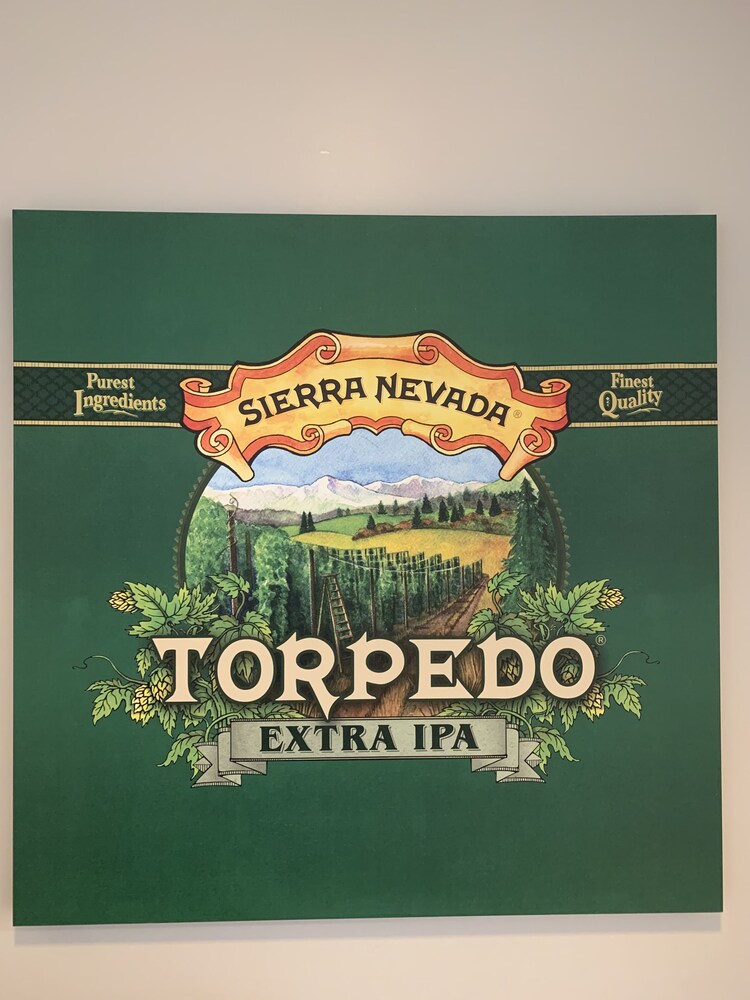 Purest
Ingredients
SIERRA NEVADA®
Finest
Quality
TORPEDO®
EXTRA IPA